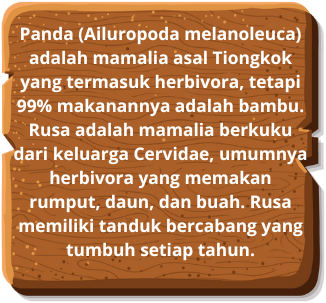 Panda (Ailuropoda melanoleuca)
adalah mamalia asal Tiongkok
yang termasuk herbivora, tetapi
99% makanannya adalah bambu.
Rusa adalah mamalia berkuku
dari keluarga Cervidae, umumnya
herbivora yang memakan
rumput, daun, dan buah. Rusa
memiliki tanduk bercabang yang
tumbuh setiap tahun.